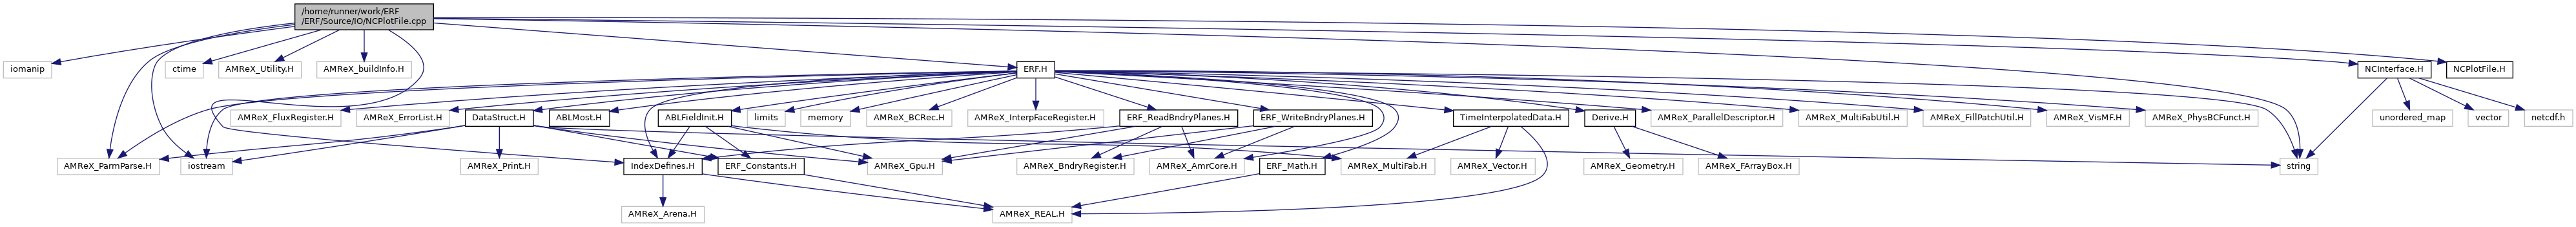 /home/runner/work/ERF
/ERF/Source/IO/NCPlotFile.cpp
iomanip
ctime
AMReX_Utility.H
AMReX_buildInfo.H
ERF.H
NCInterface.H
NCPlotFile.H
AMReX_FluxRegister.H
AMReX_ErrorList.H
DataStruct.H
ABLMost.H
ABLFieldInit.H
limits
memory
AMReX_BCRec.H
AMReX_InterpFaceRegister.H
ERF_ReadBndryPlanes.H
ERF_WriteBndryPlanes.H
TimeInterpolatedData.H
Derive.H
AMReX_ParallelDescriptor.H
AMReX_MultiFabUtil.H
AMReX_FillPatchUtil.H
AMReX_VisMF.H
AMReX_PhysBCFunct.H
unordered_map
vector
netcdf.h
AMReX_ParmParse.H
iostream
AMReX_Print.H
IndexDefines.H
ERF_Constants.H
AMReX_Gpu.H
AMReX_BndryRegister.H
AMReX_AmrCore.H
ERF_Math.H
AMReX_MultiFab.H
AMReX_Vector.H
AMReX_Geometry.H
AMReX_FArrayBox.H
string
AMReX_Arena.H
AMReX_REAL.H